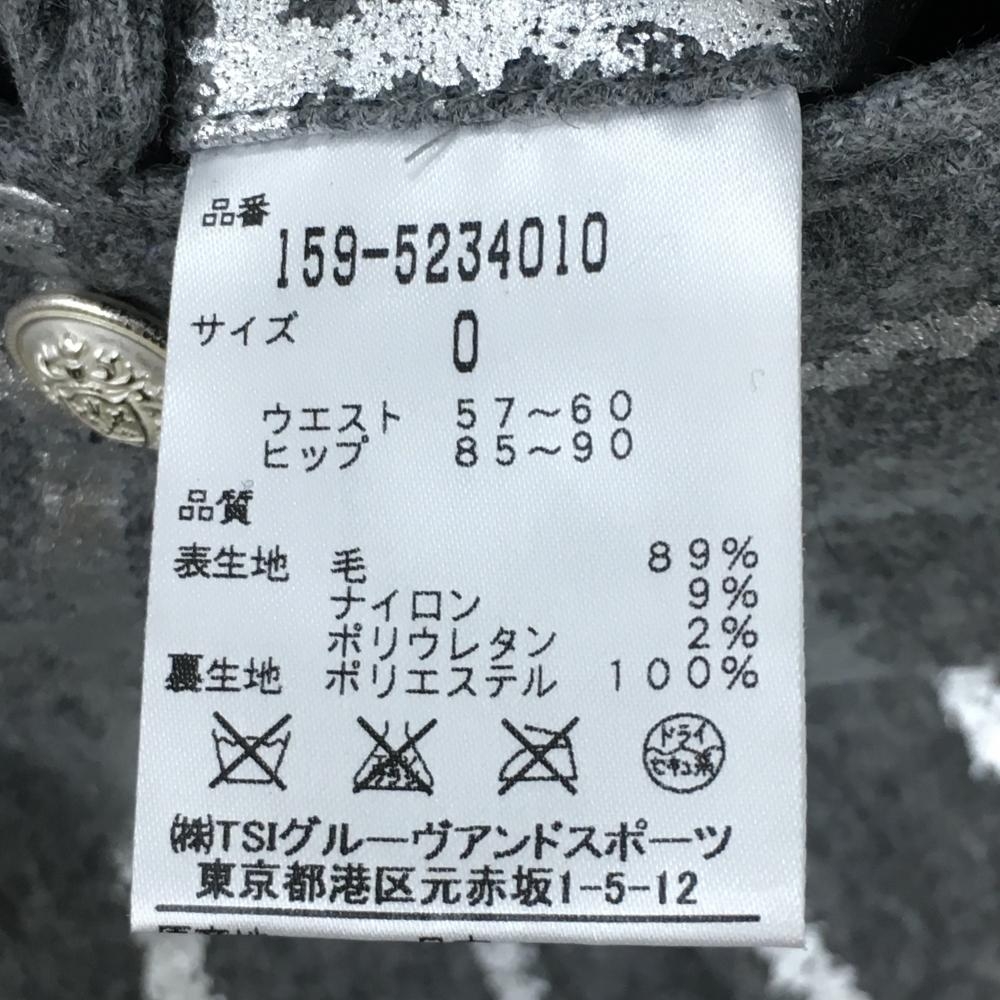 品番
159-5234010
サイズ 0
ウエスト 57〜60
ヒップ 85〜90
品質
表生地 毛 89%
ナイロン 9%
ポリウレタン 2%
裏生地 ポリエステル 100%
ドライ
セキユ系
(株)TSIグルーヴアンドスポーツ
東京都港区元赤坂1-5-12